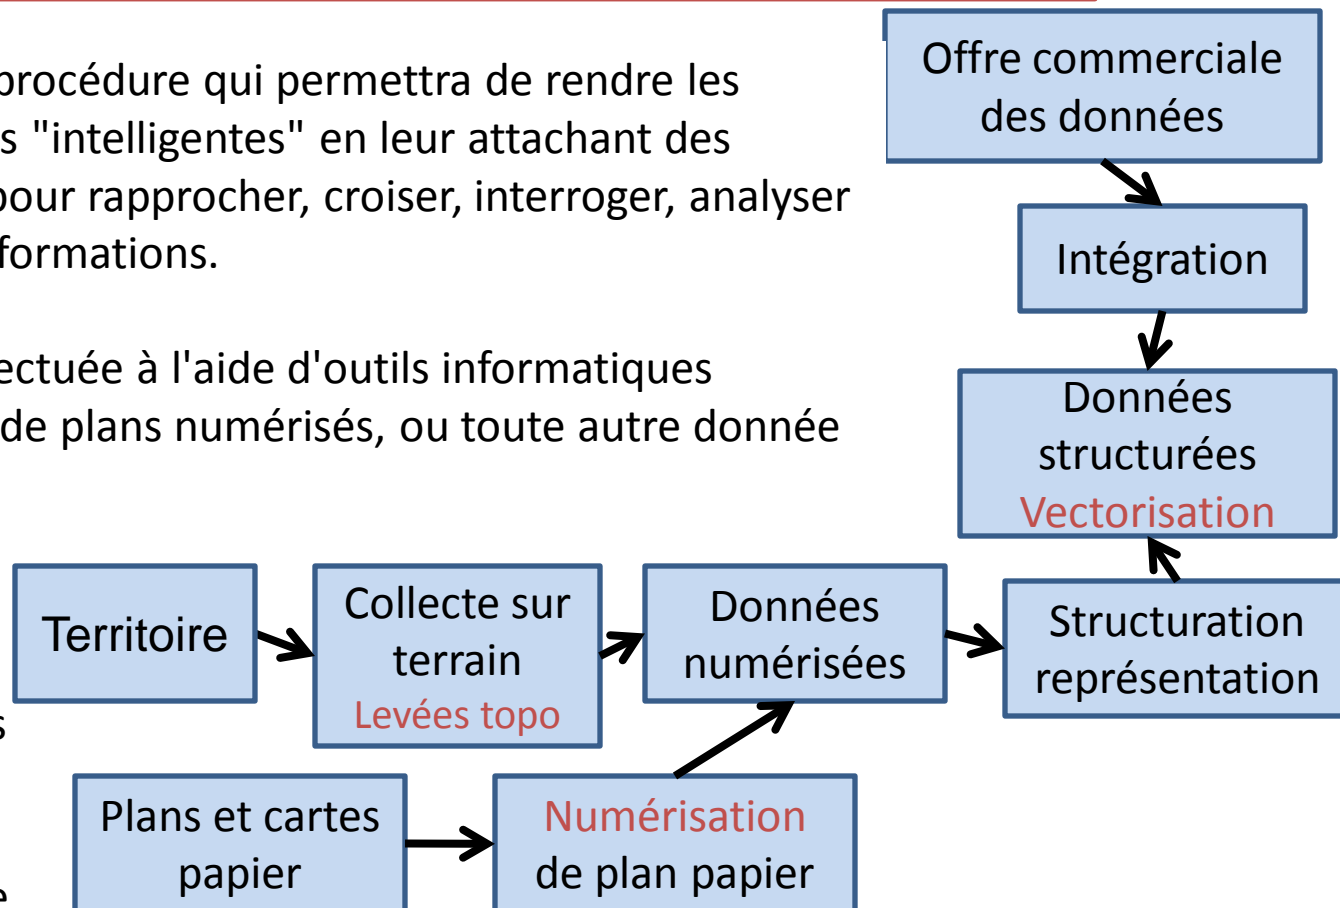 procédure qui permettra de rendre les
s "intelligentes" en leur attachant des
pour rapprocher, croiser, interroger, analyser
formations.
ectuée à l'aide d'outils informatiques
de plans numérisés, ou toute autre donnée
Offre commerciale
des données
Intégration
Données
structurées
Vectorisation
Territoire
Collecte sur
terrain
Levées topo
Données
numérisées
Structuration
représentation
s
Plans et cartes
papier
Numérisation
de plan papier
e